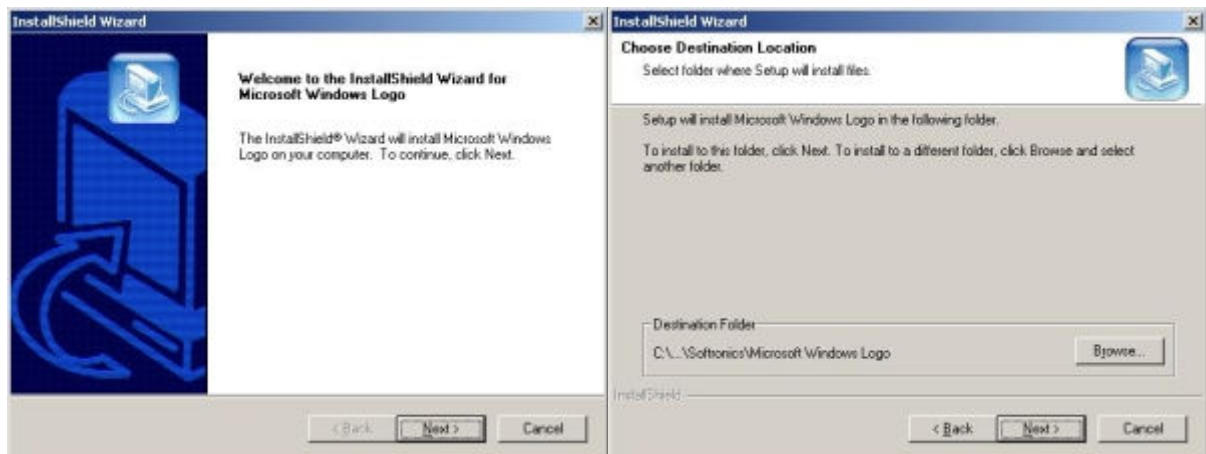 InstallShield Wizard
Welcome to the InstallShield Wizard for
Microsoft Windows Logo
The InstallShield® Wizard will install Microsoft Windows
Logo on your computer. To continue, click Next.
< Back
Next >
Cancel
InstallShield Wizard
Choose Destination Location
Select folder where Setup will install files.
Setup will install Microsoft Windows Logo in the following folder.
To install to this folder, click Next. To install to a different folder, click Browse and select
another folder.
Destination Folder
C:\...\Softronics\Microsoft Windows Logo
Browse...
InstallShield
< Back
Next >
Cancel